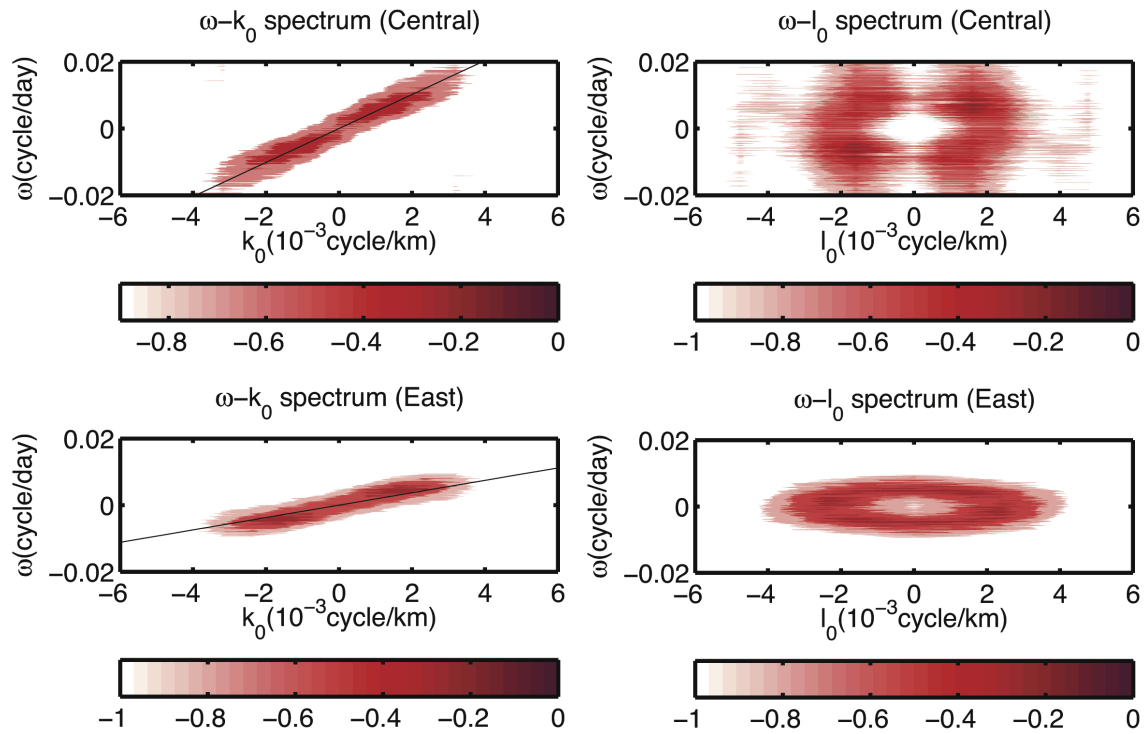 ω−k₀ spectrum (Central)
0.02
0
−0.02
ω(cycle/day)
−6 −4 −2 0 2 4 6
k₀(10⁻³cycle/km)
−0.8 −0.6 −0.4 −0.2 0
ω−l₀ spectrum (Central)
0.02
0
−0.02
ω(cycle/day)
−6 −4 −2 0 2 4 6
l₀(10⁻³cycle/km)
−1 −0.8 −0.6 −0.4 −0.2 0
ω−k₀ spectrum (East)
0.02
0
−0.02
ω(cycle/day)
−6 −4 −2 0 2 4 6
k₀(10⁻³cycle/km)
−1 −0.8 −0.6 −0.4 −0.2 0
ω−l₀ spectrum (East)
0.02
0
−0.02
ω(cycle/day)
−6 −4 −2 0 2 4 6
l₀(10⁻³cycle/km)
−1 −0.8 −0.6 −0.4 −0.2 0